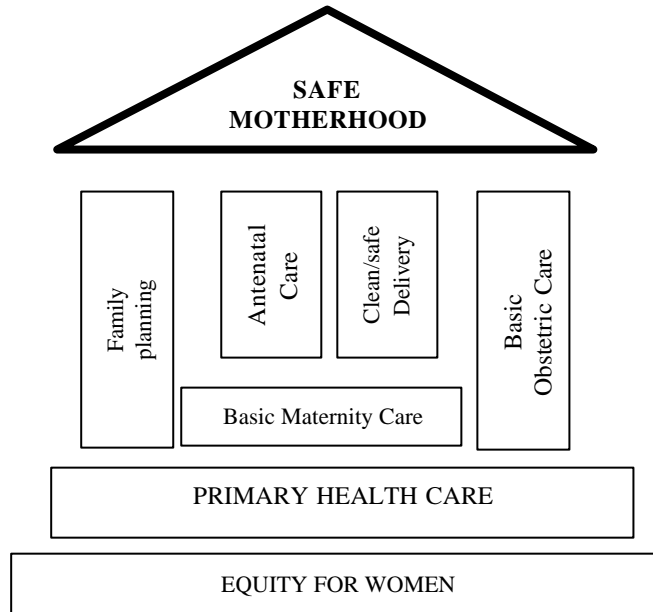 SAFE
MOTHERHOOD
Family
planning
Antenatal
Care
Clean/safe
Delivery
Basic
Obstetric Care
Basic Maternity Care
PRIMARY HEALTH CARE
EQUITY FOR WOMEN